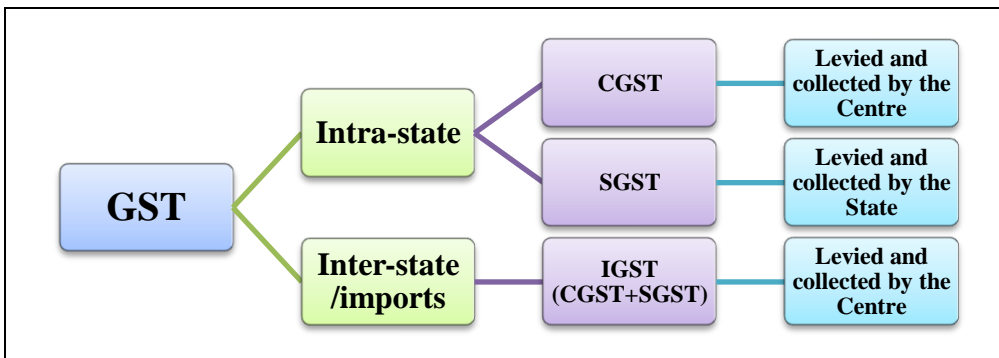 GST
Intra-state
CGST
Levied and
collected by the
Centre
SGST
Levied and
collected by the
State
Inter-state
/imports
IGST
(CGST+SGST)
Levied and
collected by the
Centre